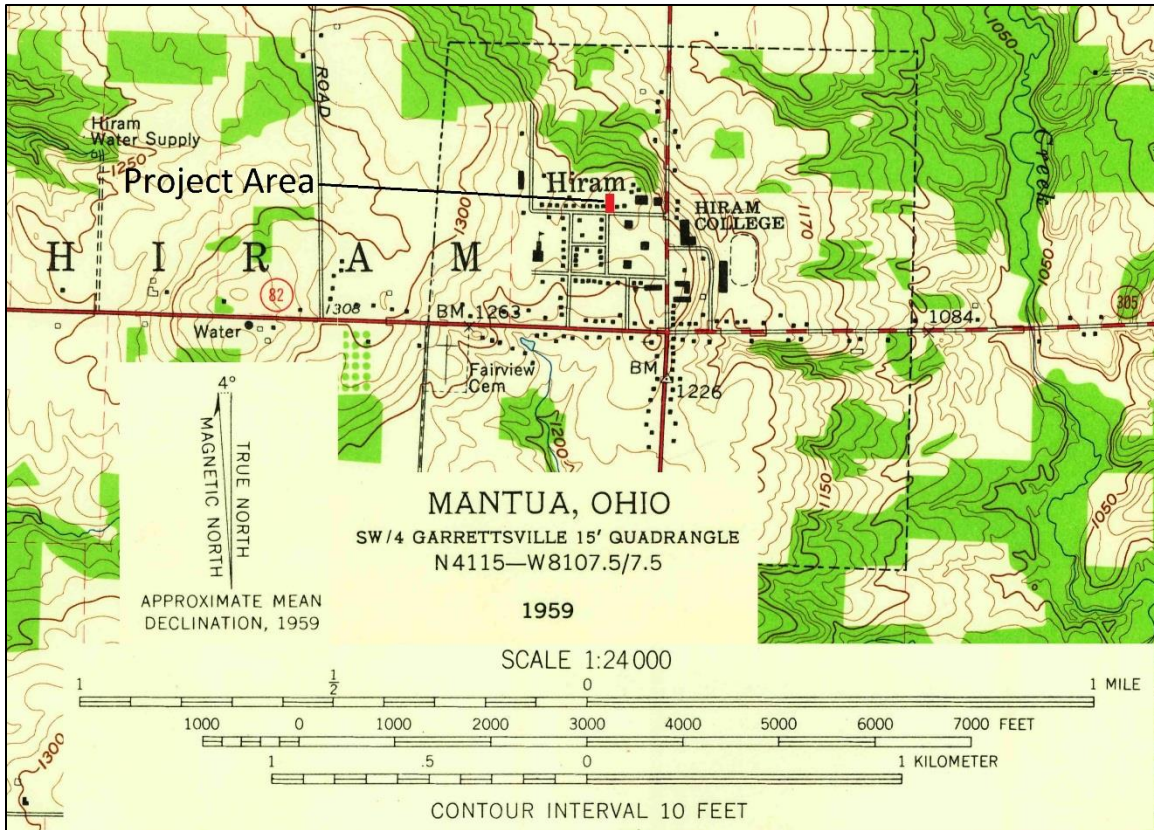 1050
ROAD
Creek
Hiram
Water Supply
1250
Project Area
Hiram
1300
HIRAM
COLLEGE
1170
1050
H I R A M
82
1308
BM 1263
305
1084
Water
Fairview
Cem
BM
1226
1200
4°
TRUE NORTH
MAGNETIC NORTH
APPROXIMATE MEAN
DECLINATION, 1959
MANTUA, OHIO
SW/4 GARRETTSVILLE 15' QUADRANGLE
N4115—W8107.5/7.5
1959
1150
1050
SCALE 1:24000
1 1/2 0 1 MILE
1000 0 1000 2000 3000 4000 5000 6000 7000 FEET
1 .5 0 1 KILOMETER
CONTOUR INTERVAL 10 FEET
1300